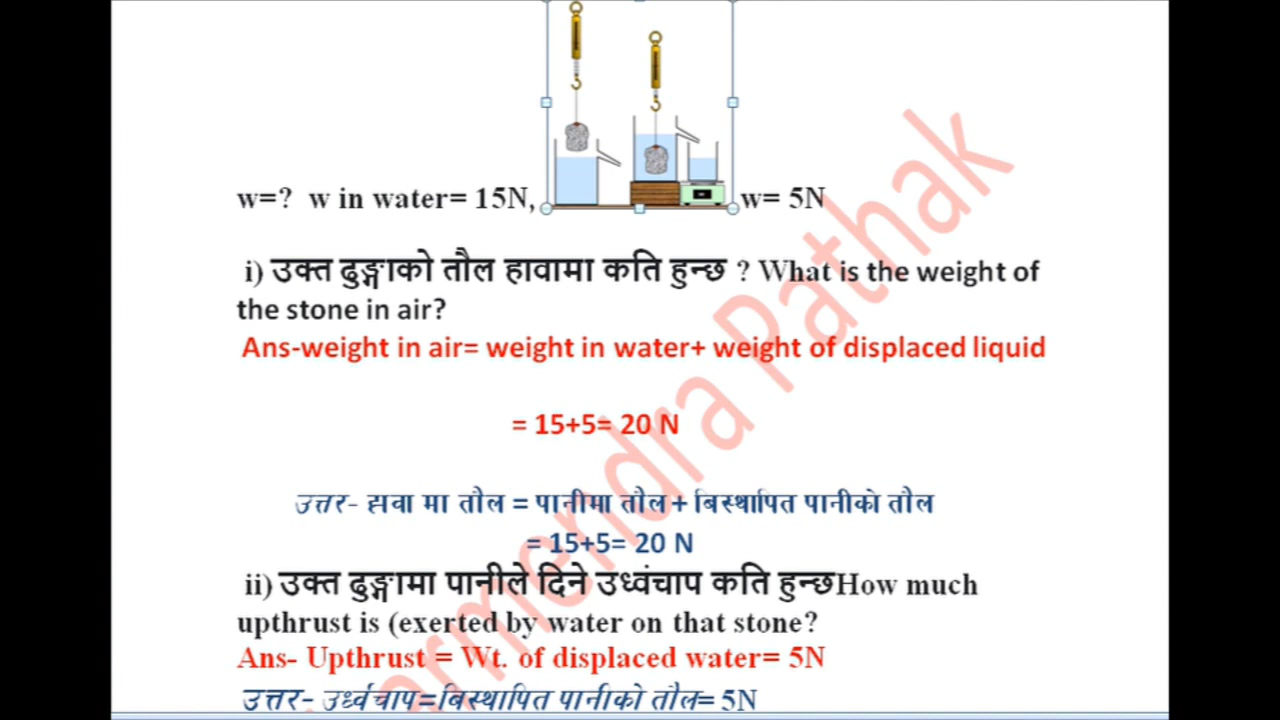 w=? w in water= 15N, w= 5N
i) उक्त ढुङ्गाको तौल हावामा कति हुन्छ ? What is the weight of
the stone in air?
Ans-weight in air= weight in water+ weight of displaced liquid
= 15+5= 20 N
उत्तर- हावा मा तौल = पानीमा तौल + बिस्थापित पानीको तौल
= 15+5= 20 N
ii) उक्त ढुङ्गामा पानीले दिने उर्ध्वचाप कति हुन्छHow much
upthrust is (exerted by water on that stone?
Ans- Upthrust = Wt. of displaced water= 5N
उत्तर- उर्ध्वचाप=बिस्थापित पानीको तौल= 5N
armendra Pathak